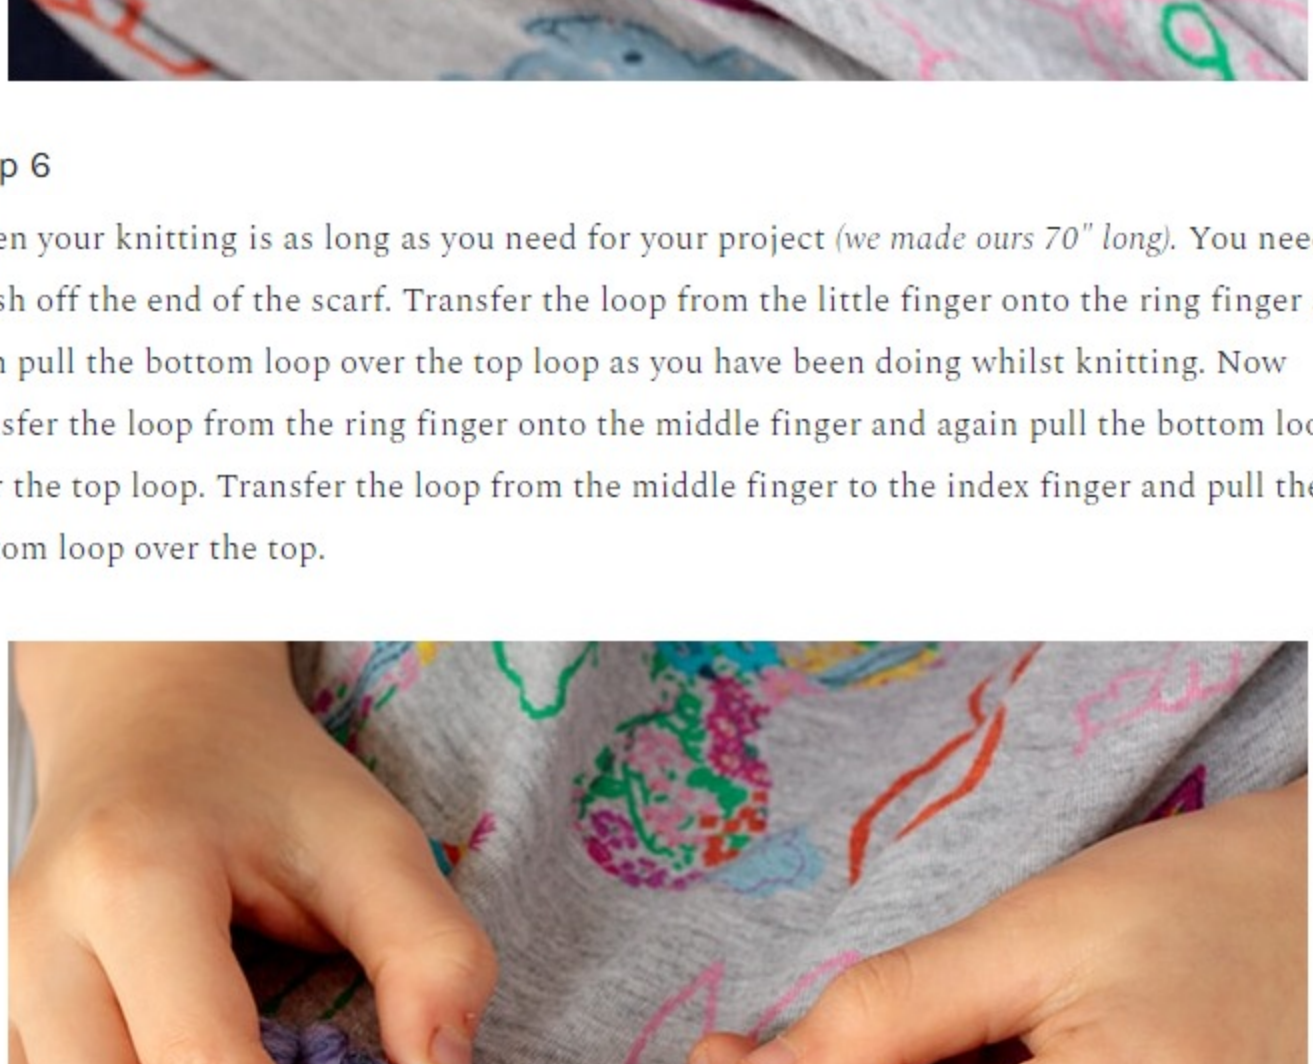 p 6
en your knitting is as long as you need for your project (we made ours 70" long). You nee
sh off the end of the scarf. Transfer the loop from the little finger onto the ring finger
pull the bottom loop over the top loop as you have been doing whilst knitting. Now
sfer the loop from the ring finger onto the middle finger and again pull the bottom loo
the top loop. Transfer the loop from the middle finger to the index finger and pull the
om loop over the top.